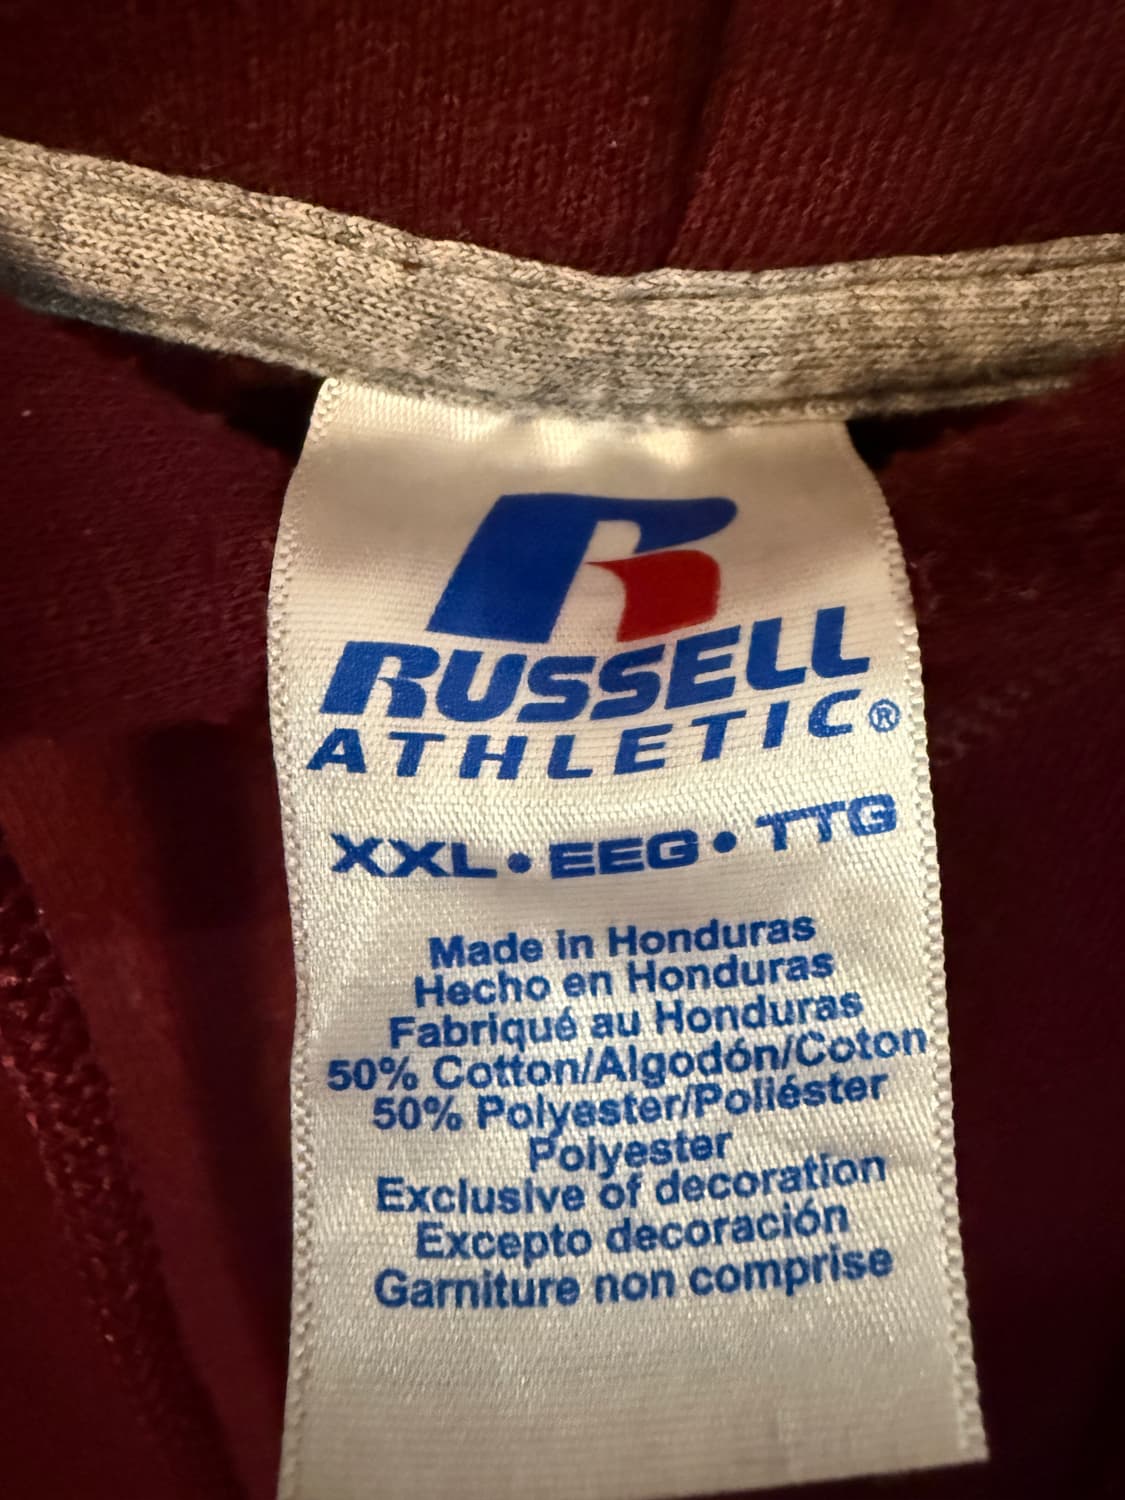 RUSSELL
ATHLETIC®
XXL • EEG • TTG
Made in Honduras
Hecho en Honduras
Fabriqué au Honduras
50% Cotton/Algodón/Coton
50% Polyester/Poliéster
Polyester
Exclusive of decoration
Excepto decoración
Garniture non comprise